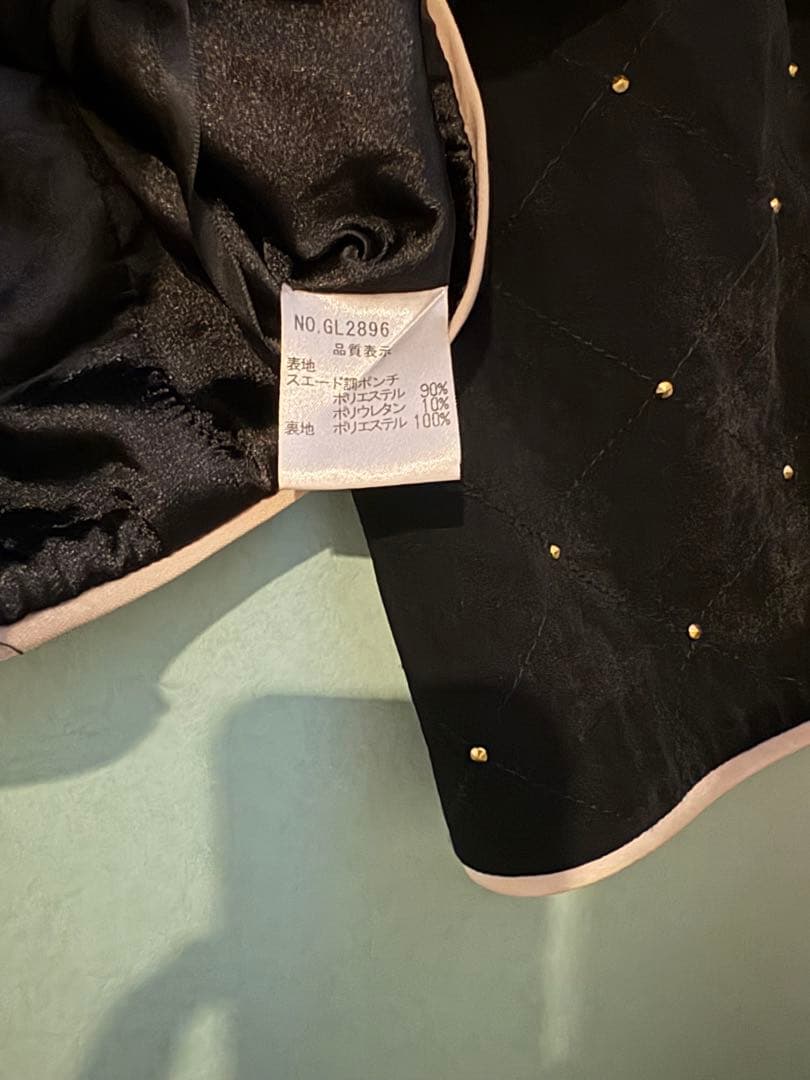 NO.GL2896
品質表示
表地
スエード調ポンチ
ポリエステル 90%
ポリウレタン 10%
裏地 ポリエステル 100%